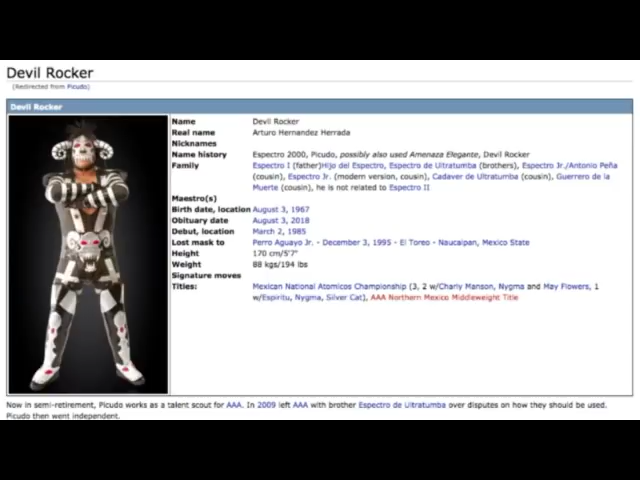 Devil Rocker
(Redirected from Picudo)
Devil Rocker
Name Devil Rocker
Real name Arturo Hernandez Herrada
Nicknames
Name history Espectro 2000, Picudo, possibly also used Amenaza Elegante, Devil Rocker
Family Espectro I (father)Hijo del Espectro, Espectro de Ultratumba (brothers), Espectro Jr./Antonio Peña
(cousin), Espectro Jr. (modern version, cousin), Cadaver de Ultratumba (cousin), Guerrero de la
Muerte (cousin), he is not related to Espectro II
Maestro(s)
Birth date, location August 3, 1967
Obituary date August 3, 2018
Debut, location March 2, 1985
Lost mask to Perro Aguayo Jr. - December 3, 1995 - El Toreo - Naucalpan, Mexico State
Height 170 cm/5'7"
Weight 88 kgs/194 lbs
Signature moves
Titles: Mexican National Atomicos Championship (3, 2 w/Charly Manson, Nygma and May Flowers, 1
w/Espiritu, Nygma, Silver Cat), AAA Northern Mexico Middleweight Title
Now in semi-retirement, Picudo works as a talent scout for AAA. In 2009 left AAA with brother Espectro de Ultratumba over disputes on how they should be used.
Picudo then went independent.